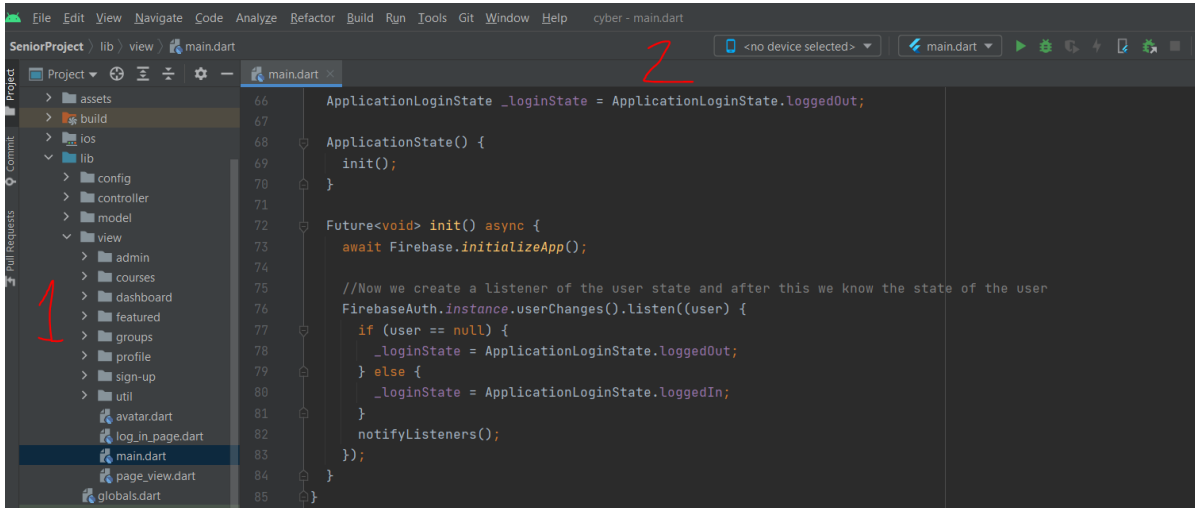 File Edit View Navigate Code Analyze Refactor Build Run Tools Git Window Help cyber - main.dart
SeniorProject lib view main.dart <no device selected> main.dart
Project main.dart
Project
Commit
Pull Requests
assets
build
ios
lib
config
controller
model
view
admin
courses
dashboard
featured
groups
profile
sign-up
util
avatar.dart
log_in_page.dart
main.dart
page_view.dart
globals.dart
1
2
66 ApplicationLoginState _loginState = ApplicationLoginState.loggedOut;
67
68 ApplicationState() {
69 init();
70 }
71
72 Future<void> init() async {
73 await Firebase.initializeApp();
74
75 //Now we create a listener of the user state and after this we know the state of the user
76 FirebaseAuth.instance.userChanges().listen((user) {
77 if (user == null) {
78 _loginState = ApplicationLoginState.loggedOut;
79 } else {
80 _loginState = ApplicationLoginState.loggedIn;
81 }
82 notifyListeners();
83 });
84 }
85 }